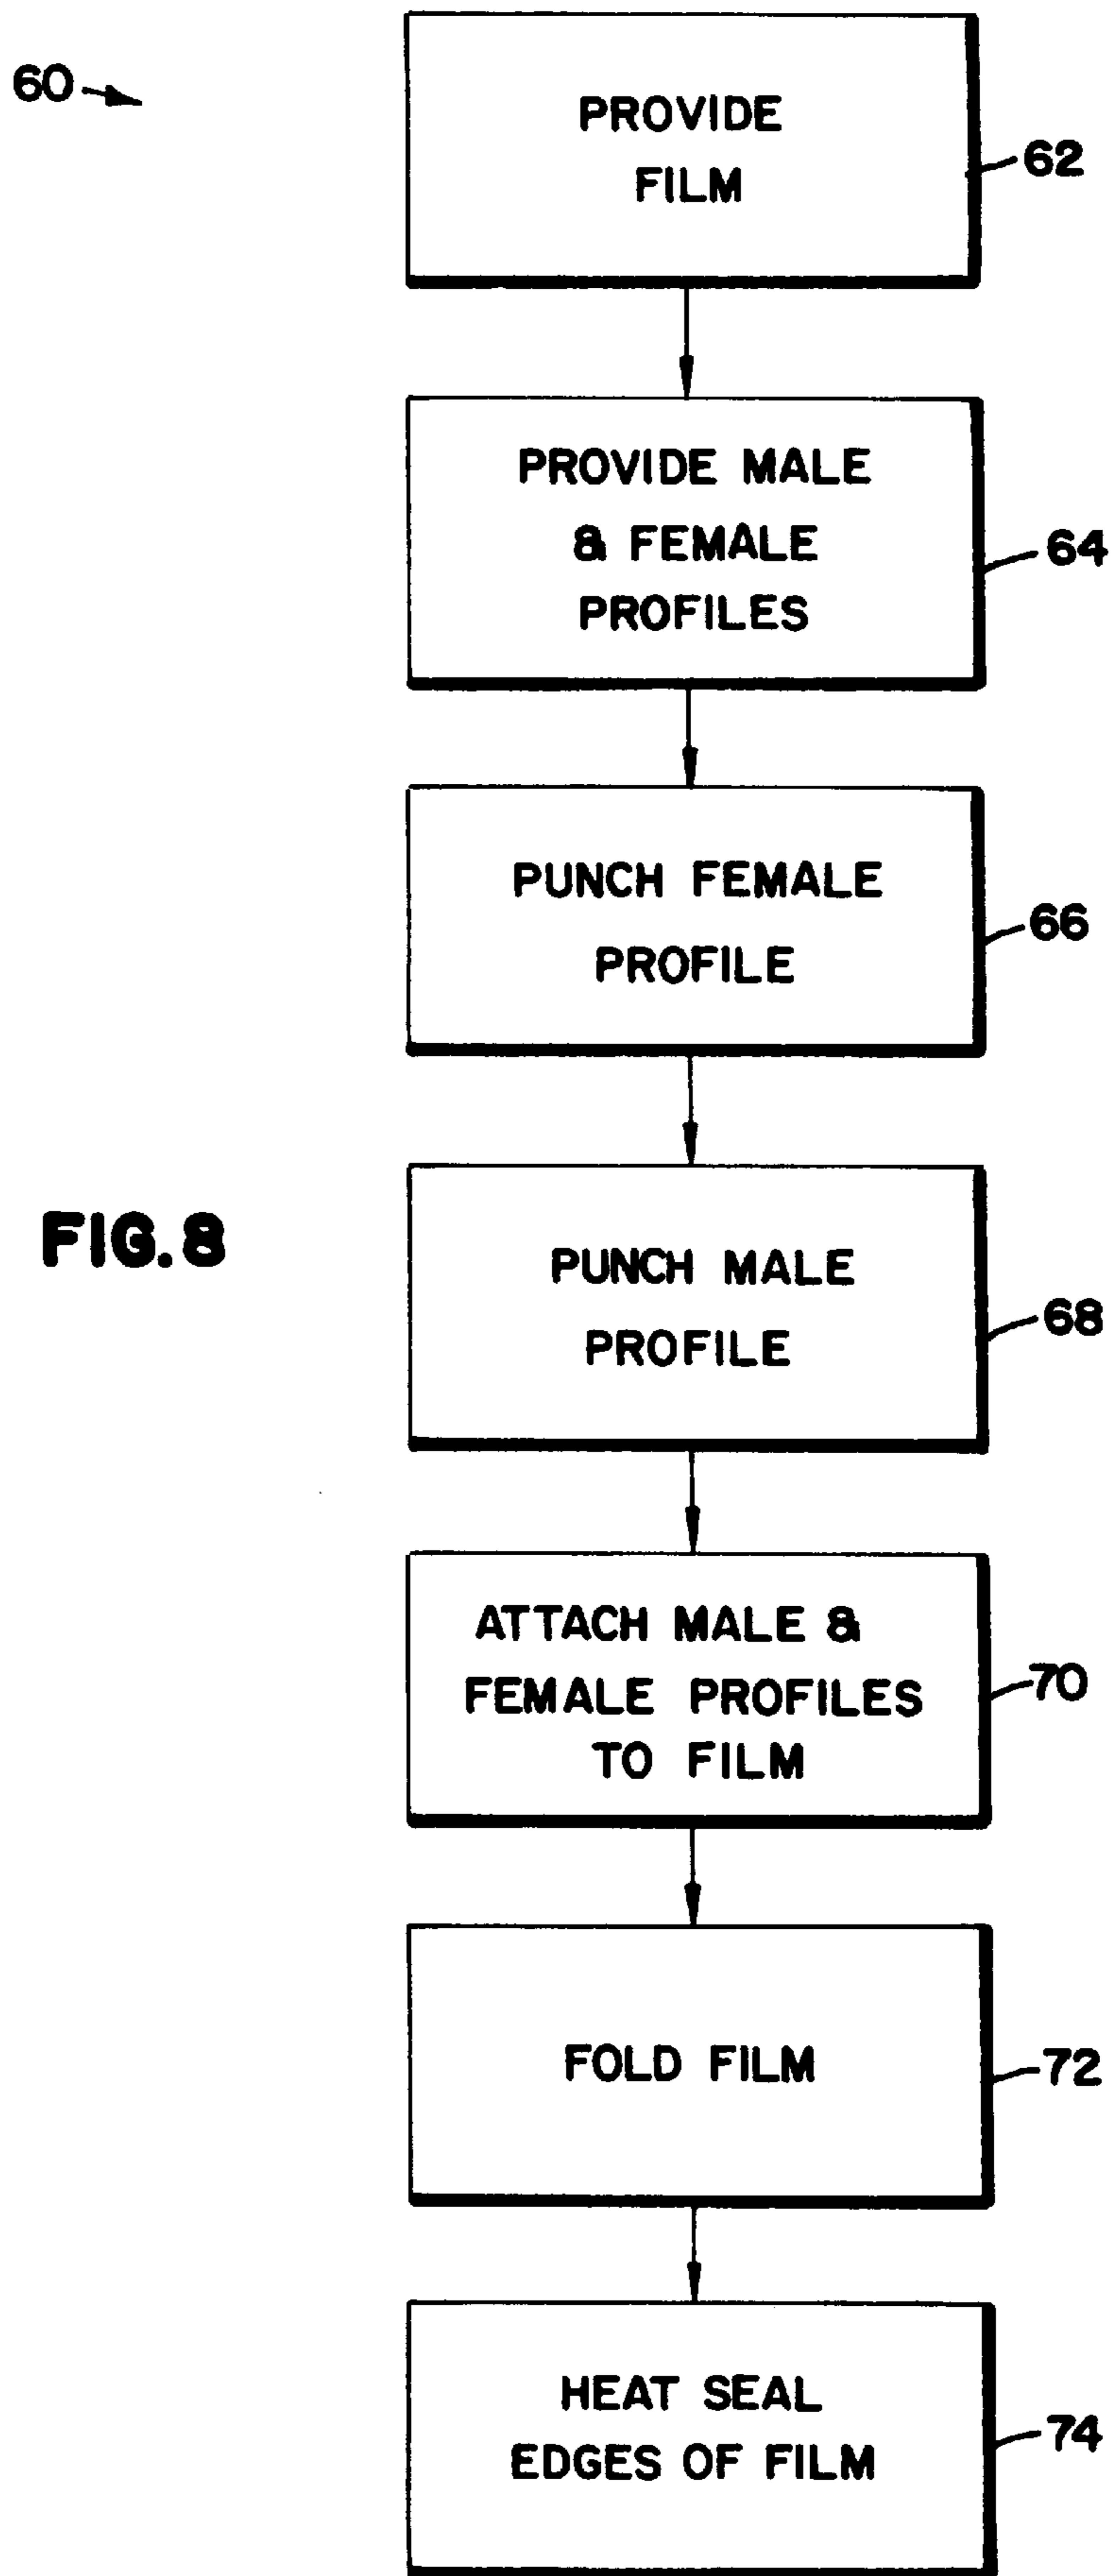 60
PROVIDE
FILM
62
PROVIDE MALE
& FEMALE
PROFILES
64
PUNCH FEMALE
PROFILE
66
FIG. 8
PUNCH MALE
PROFILE
68
ATTACH MALE &
FEMALE PROFILES
TO FILM
70
FOLD FILM
72
HEAT SEAL
EDGES OF FILM
74